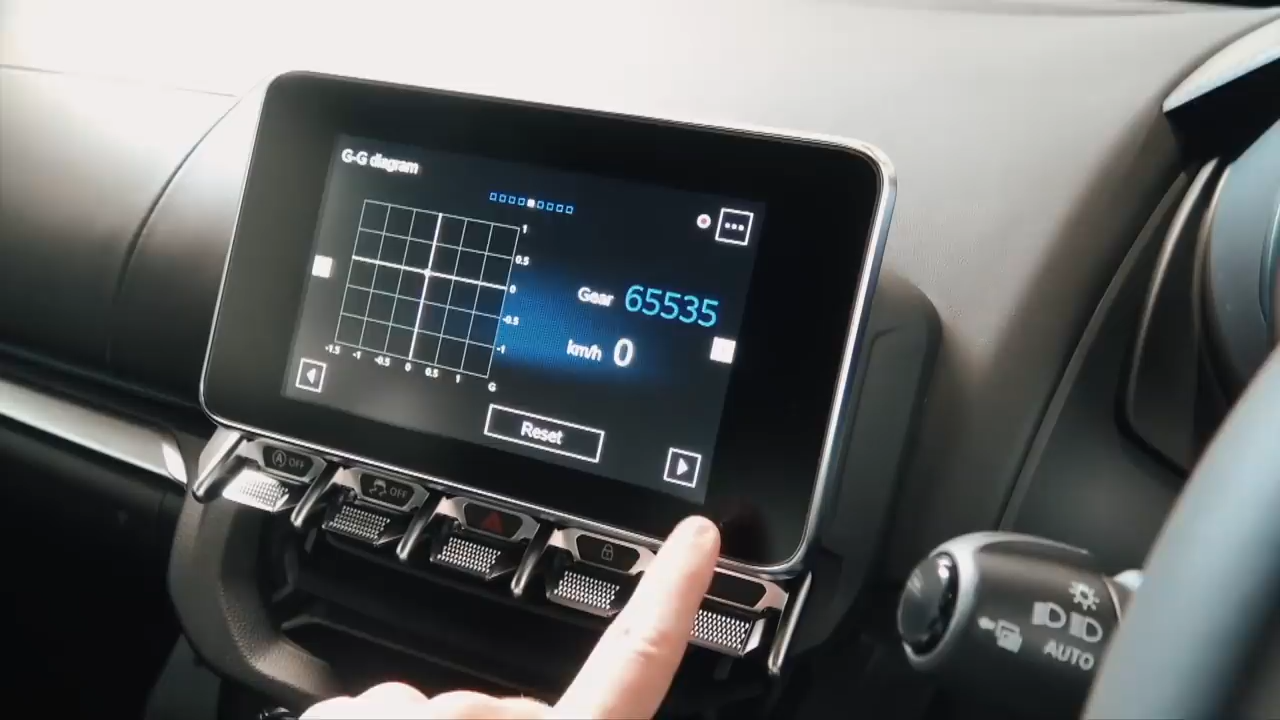 G-G diagram
1
0.5
0
-0.5
-1
-1.5 -1 -0.5 0 0.5 1 G
Gear 65535
km/h 0
Reset
A OFF
OFF
AUTO